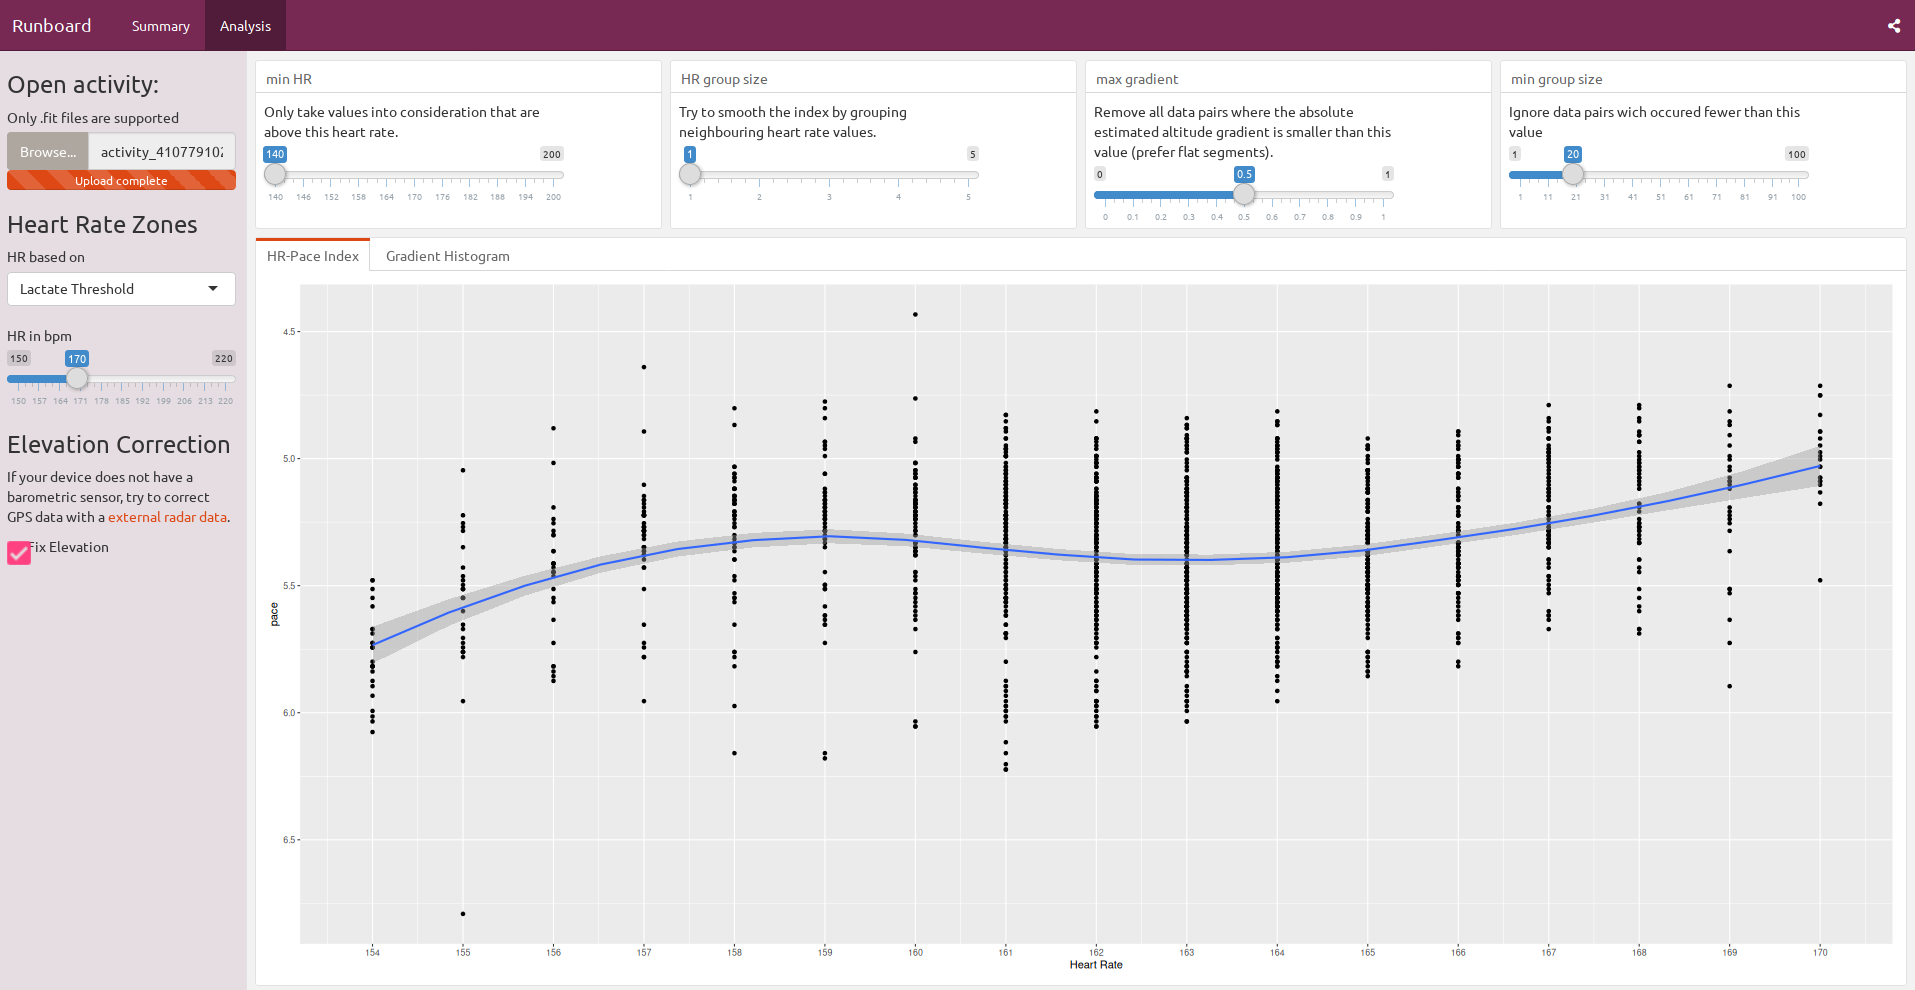 Runboard Summary Analysis
Open activity:
Only .fit files are supported
Browse... activity_410779102
Upload complete
Heart Rate Zones
HR based on
Lactate Threshold
HR in bpm
150 170 220
150 157 164 171 178 185 192 199 206 213 220
Elevation Correction
If your device does not have a
barometric sensor, try to correct
GPS data with a external radar data.
Fix Elevation
min HR
Only take values into consideration that are
above this heart rate.
140 200
140 146 152 158 164 170 176 182 188 194 200
HR group size
Try to smooth the index by grouping
neighbouring heart rate values.
1 5
1 2 3 4 5
max gradient
Remove all data pairs where the absolute
estimated altitude gradient is smaller than this
value (prefer flat segments).
0 0.5 1
0 0.1 0.2 0.3 0.4 0.5 0.6 0.7 0.8 0.9 1
min group size
Ignore data pairs wich occured fewer than this
value
1 20 100
1 11 21 31 41 51 61 71 81 91 100
HR-Pace Index Gradient Histogram
4.5
5.0
5.5
pace
6.0
6.5
154 155 156 157 158 159 160 161 162 163 164 165 166 167 168 169 170
Heart Rate